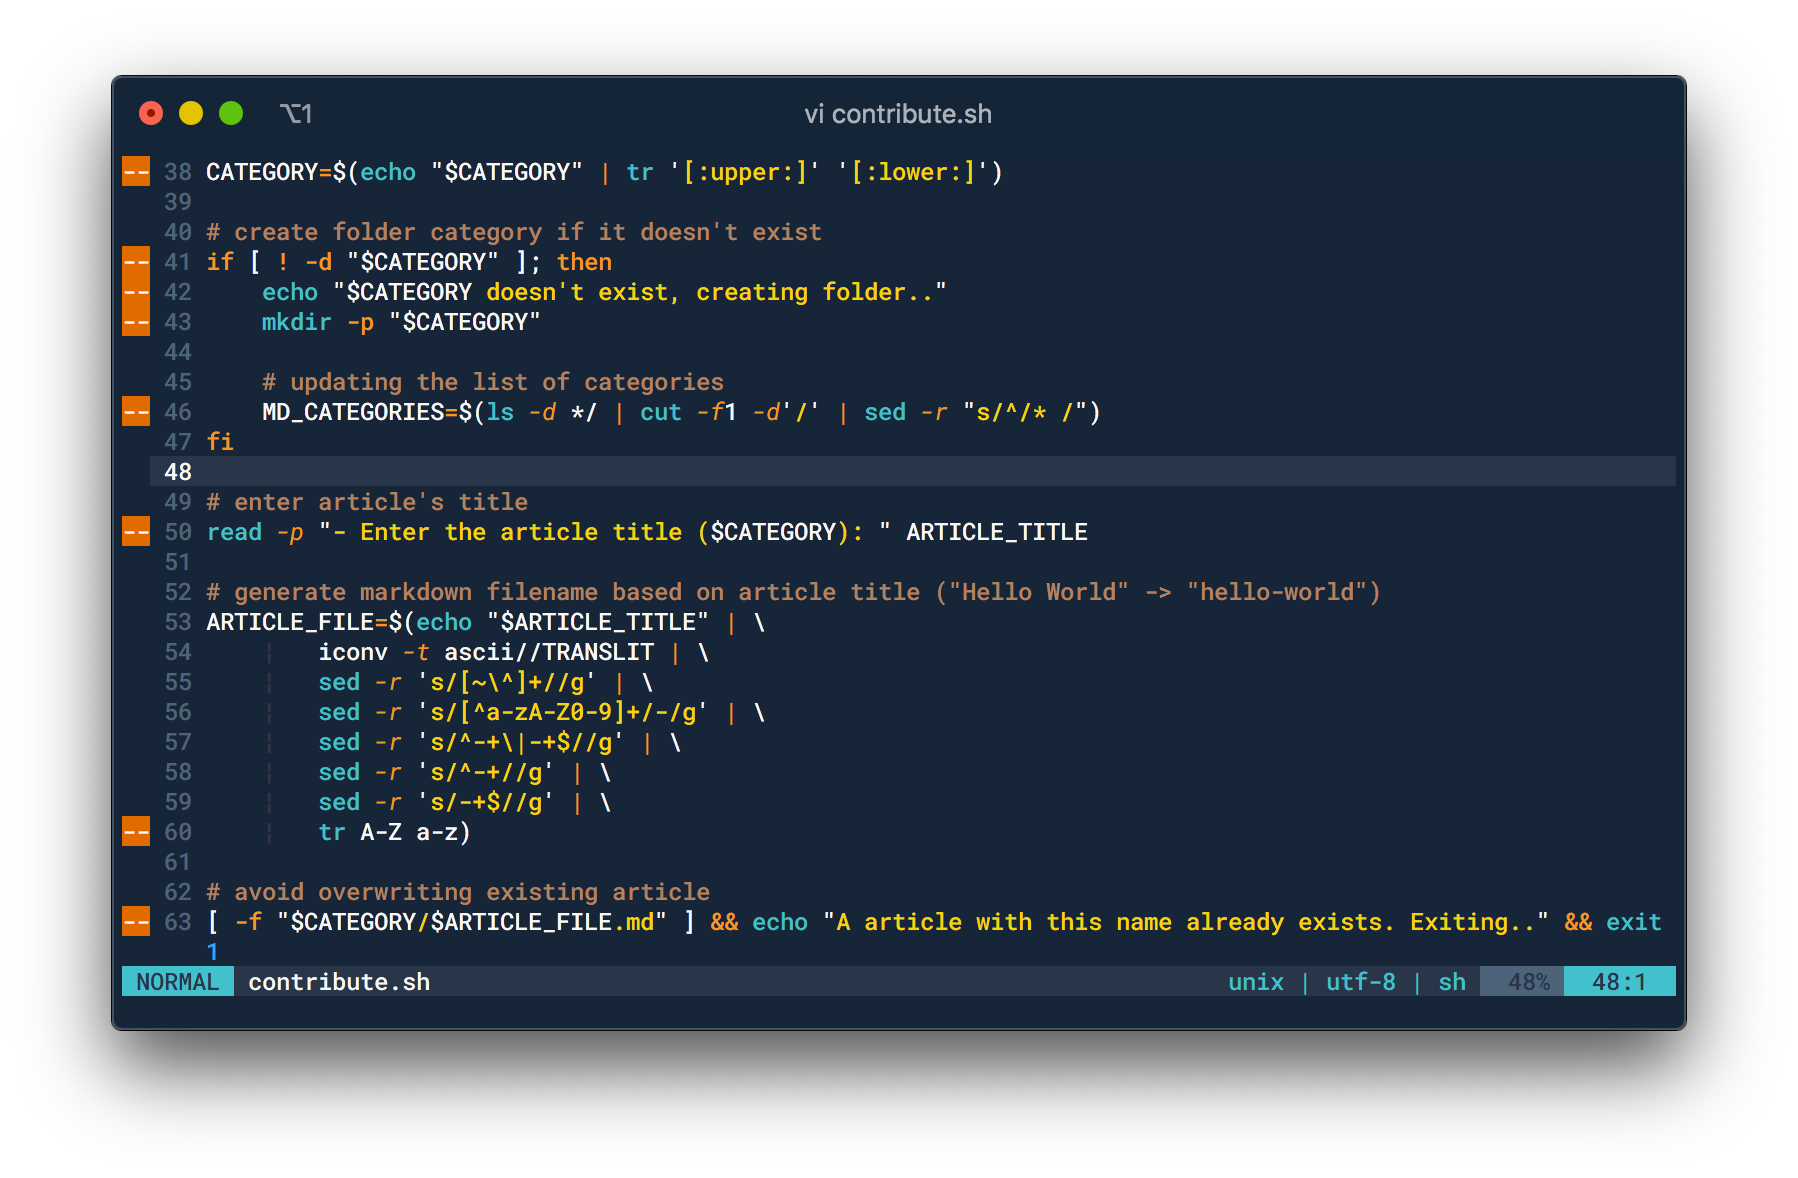 ⌥1 vi contribute.sh
-- 38 CATEGORY=$(echo "$CATEGORY" | tr '[:upper:]' '[:lower:]')
39
40 # create folder category if it doesn't exist
-- 41 if [ ! -d "$CATEGORY" ]; then
-- 42     echo "$CATEGORY doesn't exist, creating folder.."
-- 43     mkdir -p "$CATEGORY"
44
45     # updating the list of categories
-- 46     MD_CATEGORIES=$(ls -d */ | cut -f1 -d'/' | sed -r "s/^/* /")
47 fi
48
49 # enter article's title
-- 50 read -p "- Enter the article title ($CATEGORY): " ARTICLE_TITLE
51
52 # generate markdown filename based on article title ("Hello World" -> "hello-world")
53 ARTICLE_FILE=$(echo "$ARTICLE_TITLE" | \
54     ¦   iconv -t ascii//TRANSLIT | \
55     ¦   sed -r 's/[~\^]+//g' | \
56     ¦   sed -r 's/[^a-zA-Z0-9]+/-/g' | \
57     ¦   sed -r 's/^-+\|-+$//g' | \
58     ¦   sed -r 's/^-+//g' | \
59     ¦   sed -r 's/-+$//g' | \
-- 60     ¦   tr A-Z a-z)
61
62 # avoid overwriting existing article
-- 63 [ -f "$CATEGORY/$ARTICLE_FILE.md" ] && echo "A article with this name already exists. Exiting.." && exit
1
NORMAL contribute.sh unix | utf-8 | sh 48% 48:1